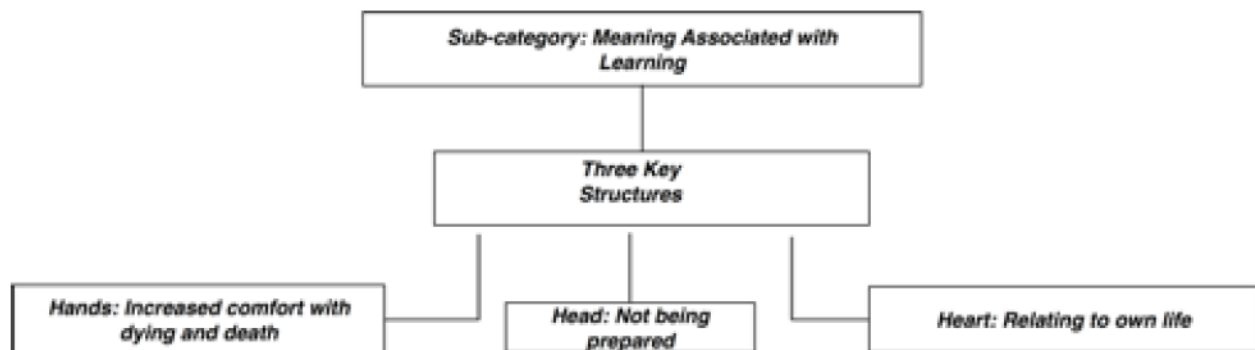 Sub-category: Meaning Associated with
Learning
Three Key
Structures
Hands: Increased comfort with
dying and death
Head: Not being
prepared
Heart: Relating to own life